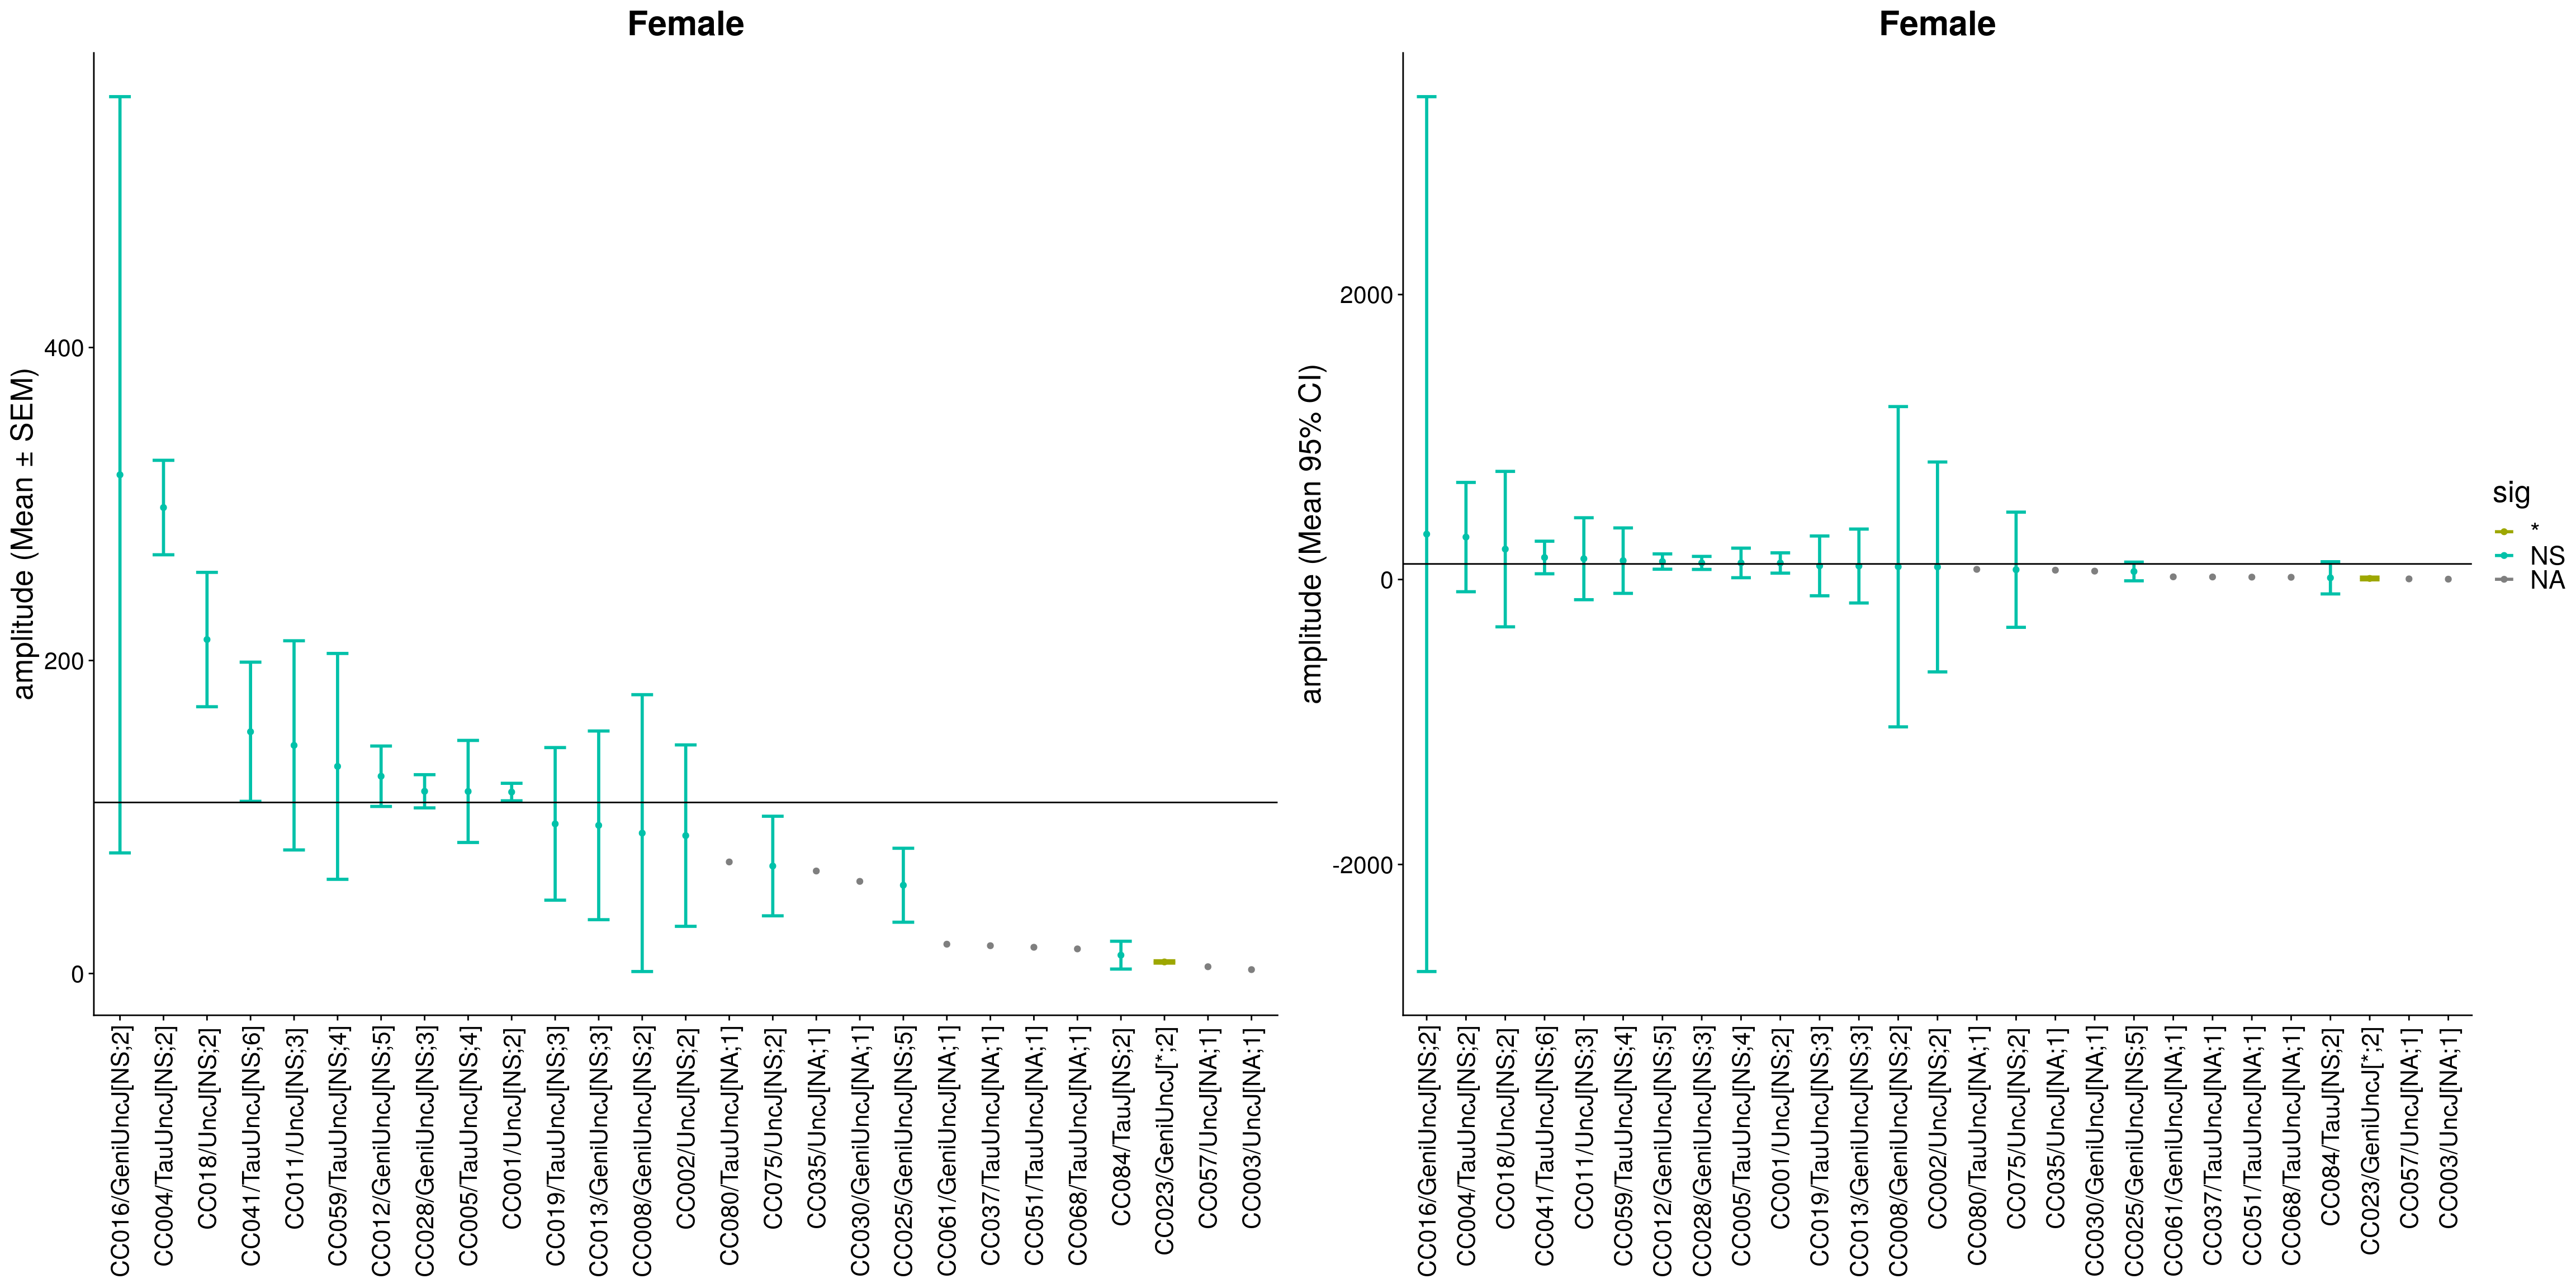 Female
amplitude (Mean ± SEM)
400
200
0
CC016/GeniUncJ[NS;2]
CC004/TauUncJ[NS;2]
CC018/UncJ[NS;2]
CC041/TauUncJ[NS;6]
CC011/UncJ[NS;3]
CC059/TauUncJ[NS;4]
CC012/GeniUncJ[NS;5]
CC028/GeniUncJ[NS;3]
CC005/TauUncJ[NS;4]
CC001/UncJ[NS;2]
CC019/TauUncJ[NS;3]
CC013/GeniUncJ[NS;3]
CC008/GeniUncJ[NS;2]
CC002/UncJ[NS;2]
CC080/TauUncJ[NA;1]
CC075/UncJ[NS;2]
CC035/UncJ[NA;1]
CC030/GeniUncJ[NA;1]
CC025/GeniUncJ[NS;5]
CC061/GeniUncJ[NA;1]
CC037/TauUncJ[NA;1]
CC051/TauUncJ[NA;1]
CC068/TauUncJ[NA;1]
CC084/TauJ[NS;2]
CC023/GeniUncJ[*;2]
CC057/UncJ[NA;1]
CC003/UncJ[NA;1]
Female
amplitude (Mean 95% CI)
2000
0
-2000
CC016/GeniUncJ[NS;2]
CC004/TauUncJ[NS;2]
CC018/UncJ[NS;2]
CC041/TauUncJ[NS;6]
CC011/UncJ[NS;3]
CC059/TauUncJ[NS;4]
CC012/GeniUncJ[NS;5]
CC028/GeniUncJ[NS;3]
CC005/TauUncJ[NS;4]
CC001/UncJ[NS;2]
CC019/TauUncJ[NS;3]
CC013/GeniUncJ[NS;3]
CC008/GeniUncJ[NS;2]
CC002/UncJ[NS;2]
CC080/TauUncJ[NA;1]
CC075/UncJ[NS;2]
CC035/UncJ[NA;1]
CC030/GeniUncJ[NA;1]
CC025/GeniUncJ[NS;5]
CC061/GeniUncJ[NA;1]
CC037/TauUncJ[NA;1]
CC051/TauUncJ[NA;1]
CC068/TauUncJ[NA;1]
CC084/TauJ[NS;2]
CC023/GeniUncJ[*;2]
CC057/UncJ[NA;1]
CC003/UncJ[NA;1]
sig
*
NS
NA